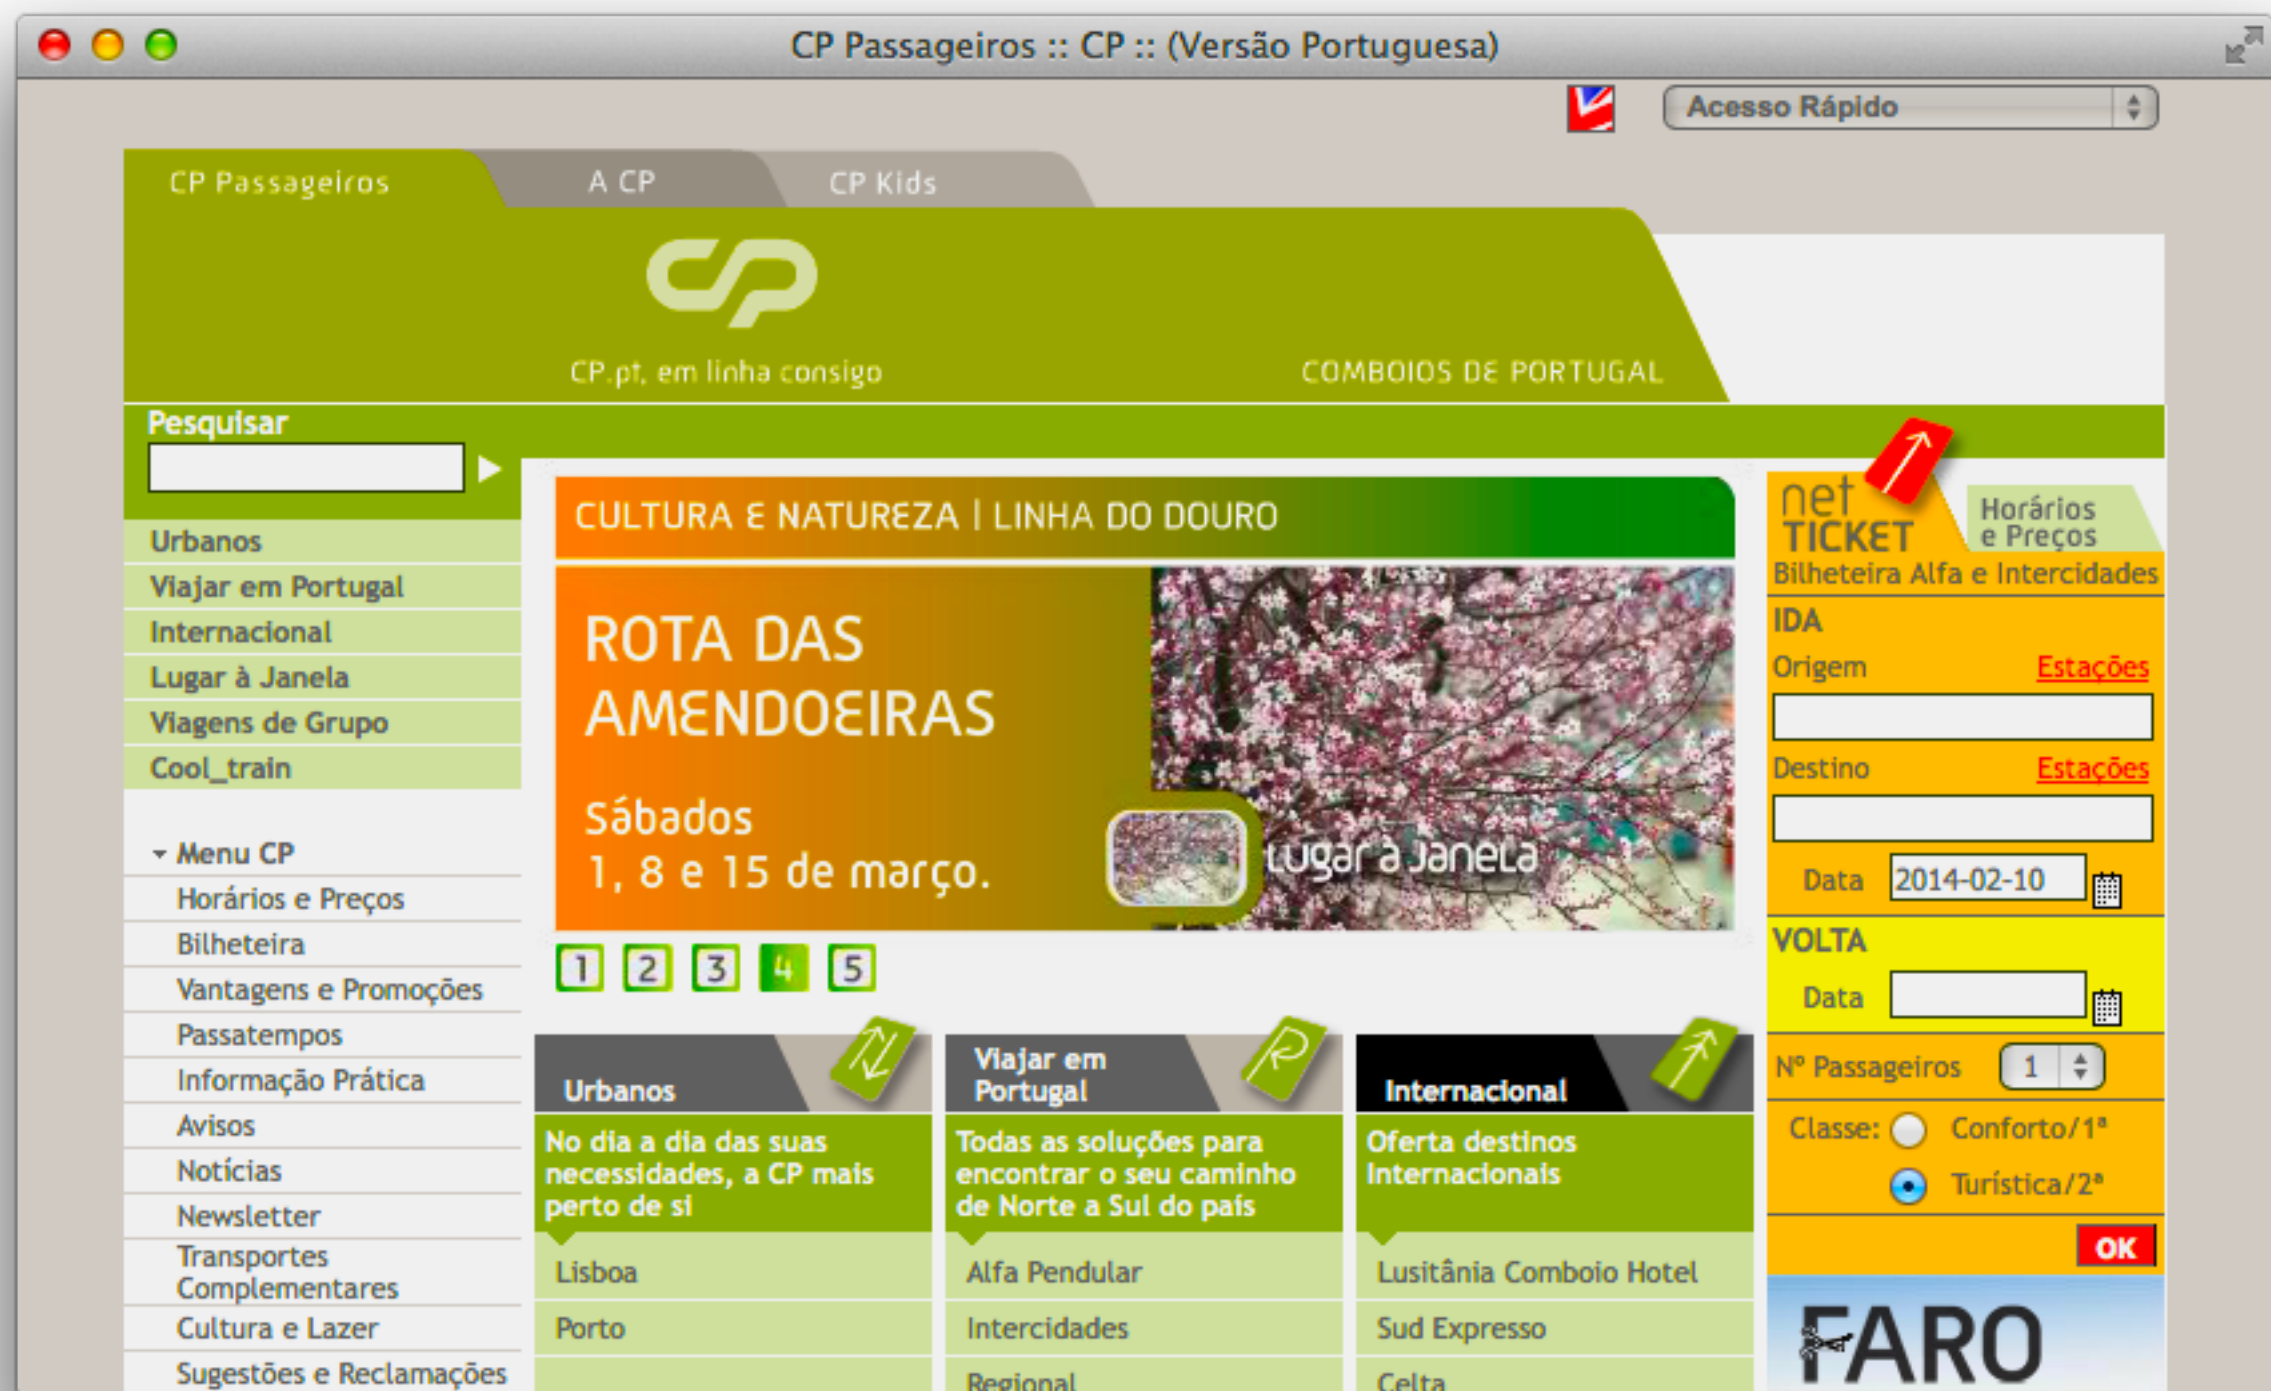 CP Passageiros :: CP :: (Versão Portuguesa)
Acesso Rápido
CP Passageiros
A CP
CP Kids
CP
CP.pt, em linha consigo
COMBOIOS DE PORTUGAL
Pesquisar
Urbanos
Viajar em Portugal
Internacional
Lugar à Janela
Viagens de Grupo
Cool_train
Menu CP
Horários e Preços
Bilheteira
Vantagens e Promoções
Passatempos
Informação Prática
Avisos
Notícias
Newsletter
Transportes
Complementares
Cultura e Lazer
Sugestões e Reclamações
CULTURA E NATUREZA | LINHA DO DOURO
ROTA DAS
AMENDOEIRAS
Sábados
1, 8 e 15 de março.
Lugar à Janela
1 2 3 4 5
Urbanos
No dia a dia das suas
necessidades, a CP mais
perto de si
Lisboa
Porto
Viajar em
Portugal
Todas as soluções para
encontrar o seu caminho
de Norte a Sul do país
Alfa Pendular
Intercidades
Regional
Internacional
Oferta destinos
Internacionais
Lusitânia Comboio Hotel
Sud Expresso
Celta
net
TICKET
Horários
e Preços
Bilheteira Alfa e Intercidades
IDA
Origem Estações
Destino Estações
Data 2014-02-10
VOLTA
Data
Nº Passageiros 1
Classe: Conforto/1ª
Turística/2ª
OK
FARO